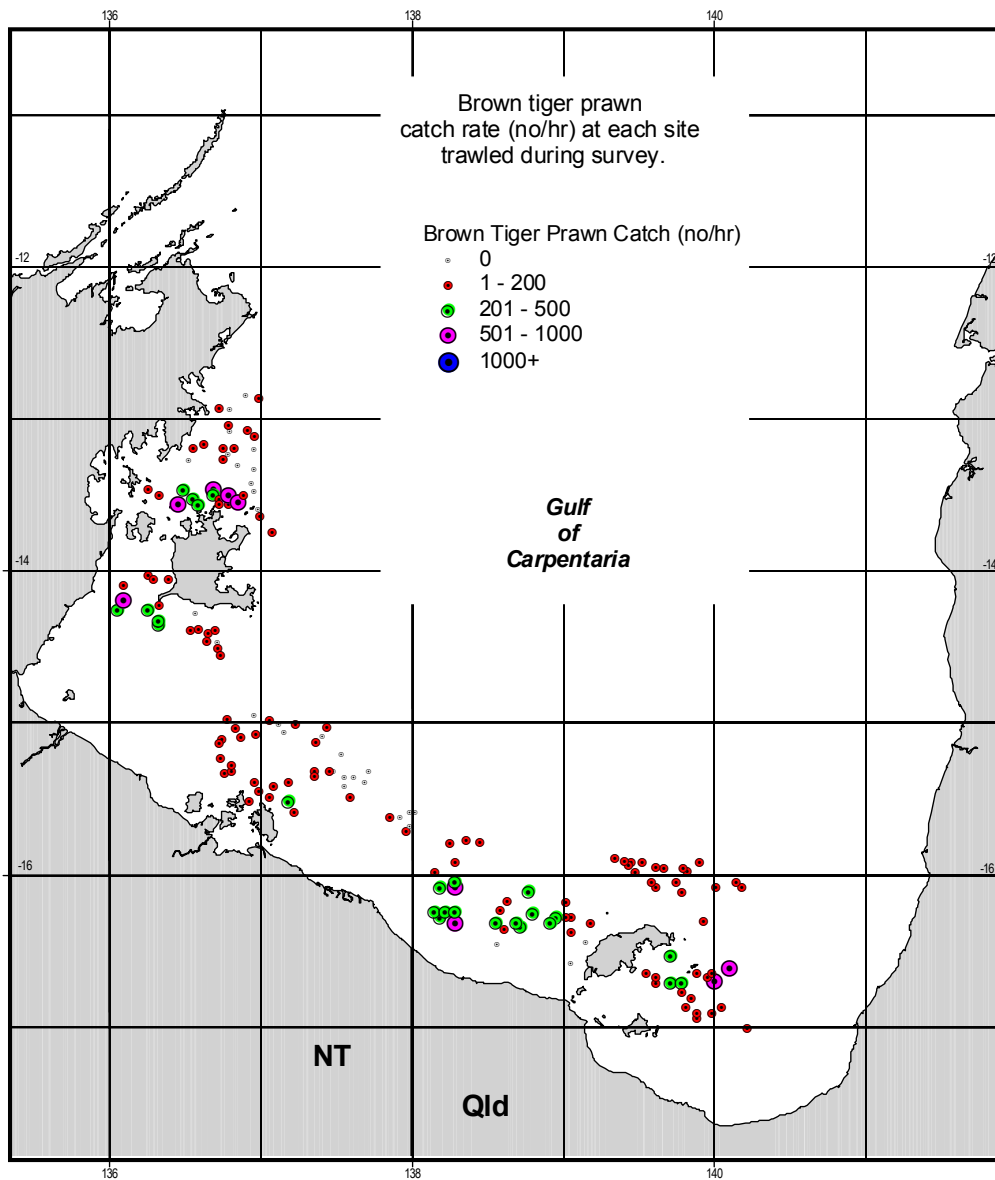 136
138
140
Brown tiger prawn
catch rate (no/hr) at each site
trawled during survey.
Brown Tiger Prawn Catch (no/hr)
0
1 - 200
201 - 500
501 - 1000
1000+
-12
-12
Gulf
of
Carpentaria
-14
-14
-16
-16
NT
Qld
136
138
140